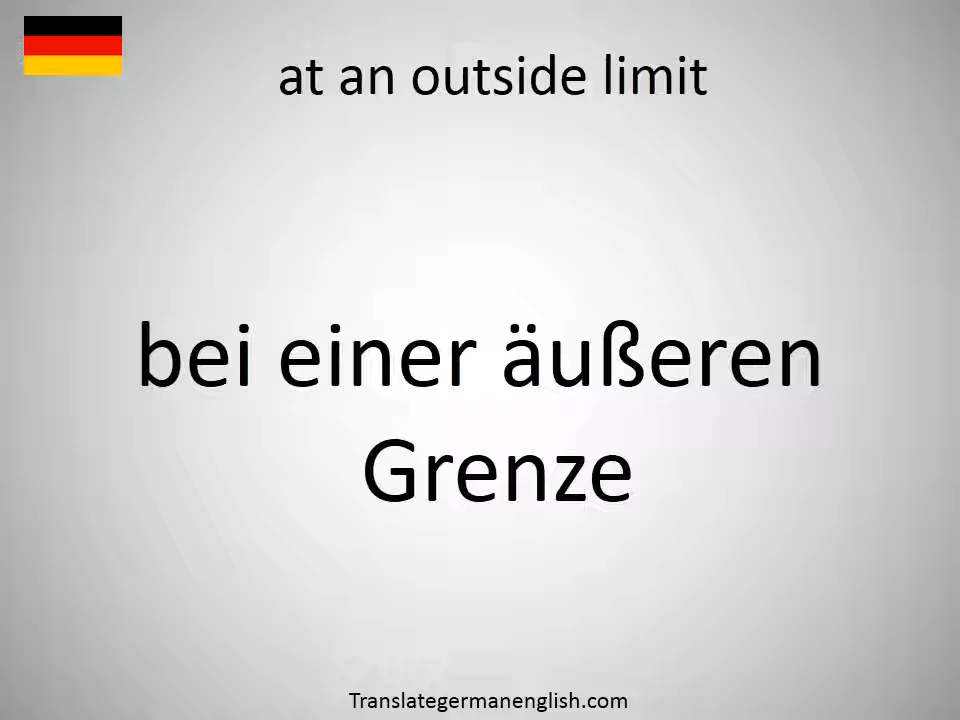 at an outside limit
bei einer äußeren
Grenze
Translategermanenglish.com